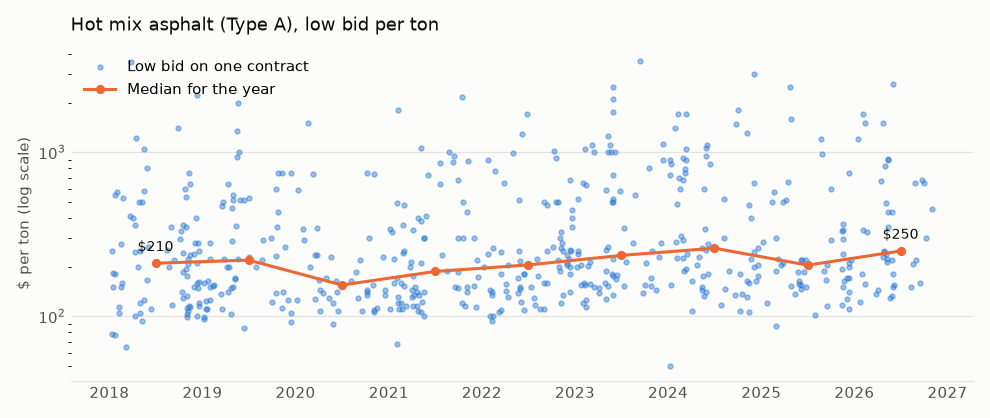 Hot mix asphalt (Type A), low bid per ton
Low bid on one contract
Median for the year
$ per ton (log scale)
10³
10²
$210
$250
2018 2019 2020 2021 2022 2023 2024 2025 2026 2027